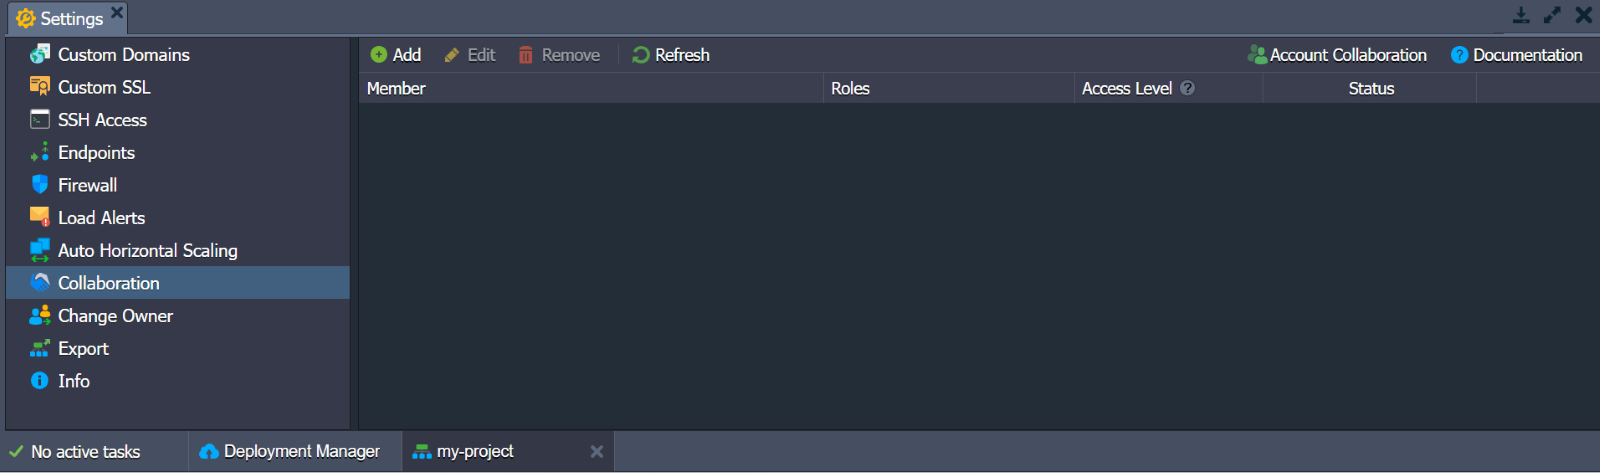 Settings
Custom Domains
Custom SSL
SSH Access
Endpoints
Firewall
Load Alerts
Auto Horizontal Scaling
Collaboration
Change Owner
Export
Info
Add Edit Remove Refresh Account Collaboration ? Documentation
Member Roles Access Level ? Status
No active tasks Deployment Manager my-project